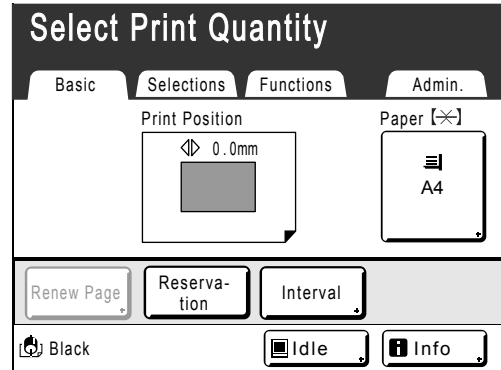 Select Print Quantity
Basic Selections Functions Admin.
Print Position
0.0mm
Paper【⚹】
A4
Renew Page
Reserva-
tion
Interval
Black
Idle
Info